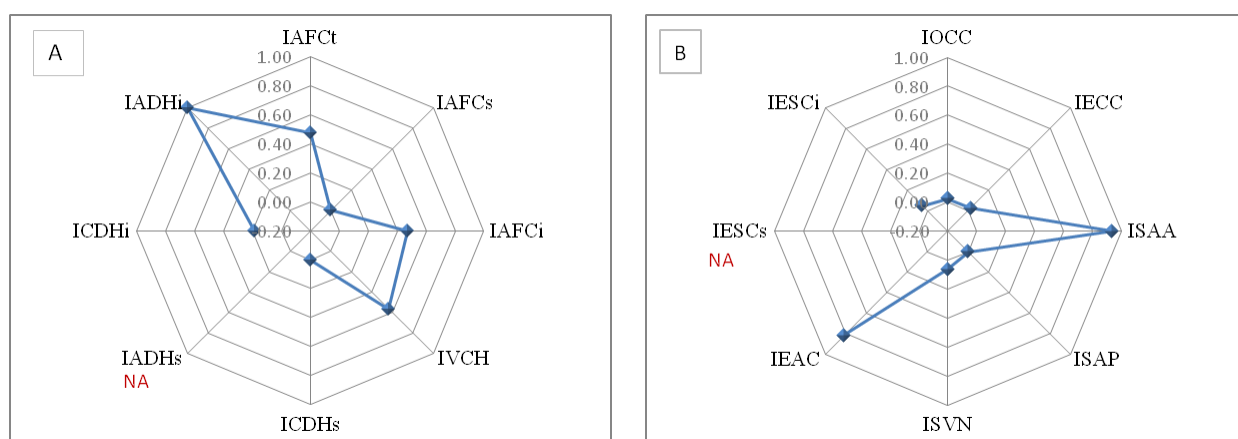 A
IAFCt
1.00
0.80
0.60
0.40
0.20
0.00
-0.20
IAFCs
IAFCi
IVCH
ICDHs
IADHs
NA
ICDHi
IADHi
B
IOCC
1.00
0.80
0.60
0.40
0.20
0.00
-0.20
IECC
ISAA
ISAP
ISVN
IEAC
IESCs
NA
IESCi